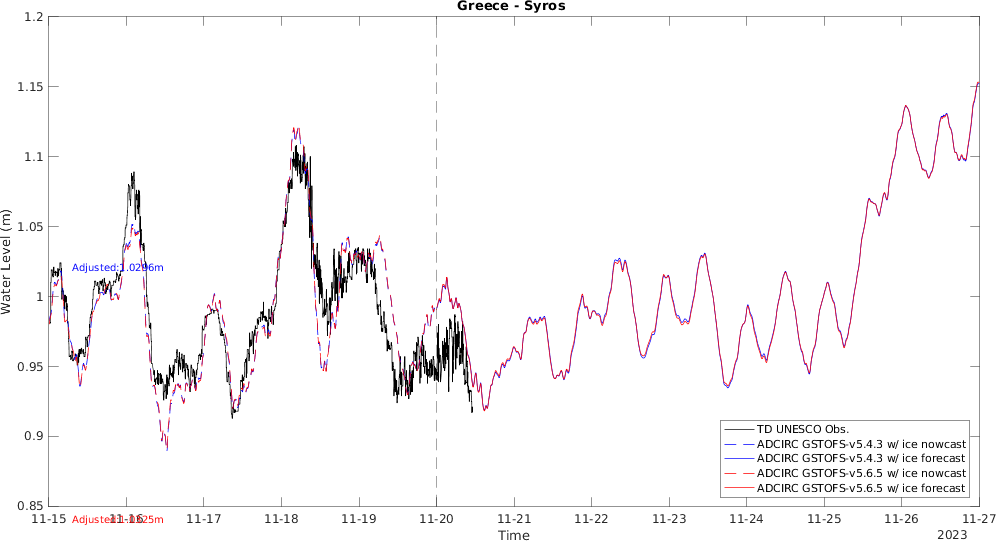 Greece - Syros
1.2
1.15
1.1
1.05
1
0.95
0.9
0.85
Water Level (m)
Adjusted:1.0296m
TD UNESCO Obs.
ADCIRC GSTOFS-v5.4.3 w/ ice nowcast
ADCIRC GSTOFS-v5.4.3 w/ ice forecast
ADCIRC GSTOFS-v5.6.5 w/ ice nowcast
ADCIRC GSTOFS-v5.6.5 w/ ice forecast
11-15 11-16 11-17 11-18 11-19 11-20 11-21 11-22 11-23 11-24 11-25 11-26 11-27
Time
2023